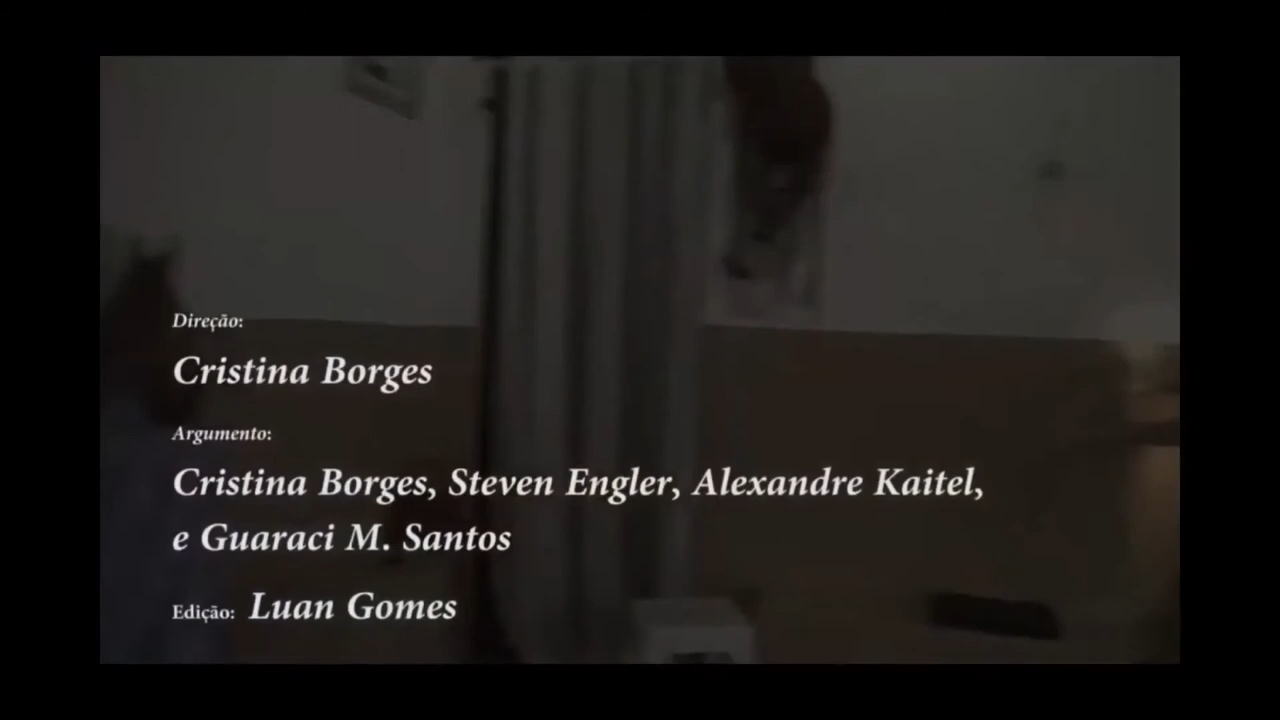 Direção:
Cristina Borges
Argumento:
Cristina Borges, Steven Engler, Alexandre Kaitel,
e Guaraci M. Santos
Edição: Luan Gomes